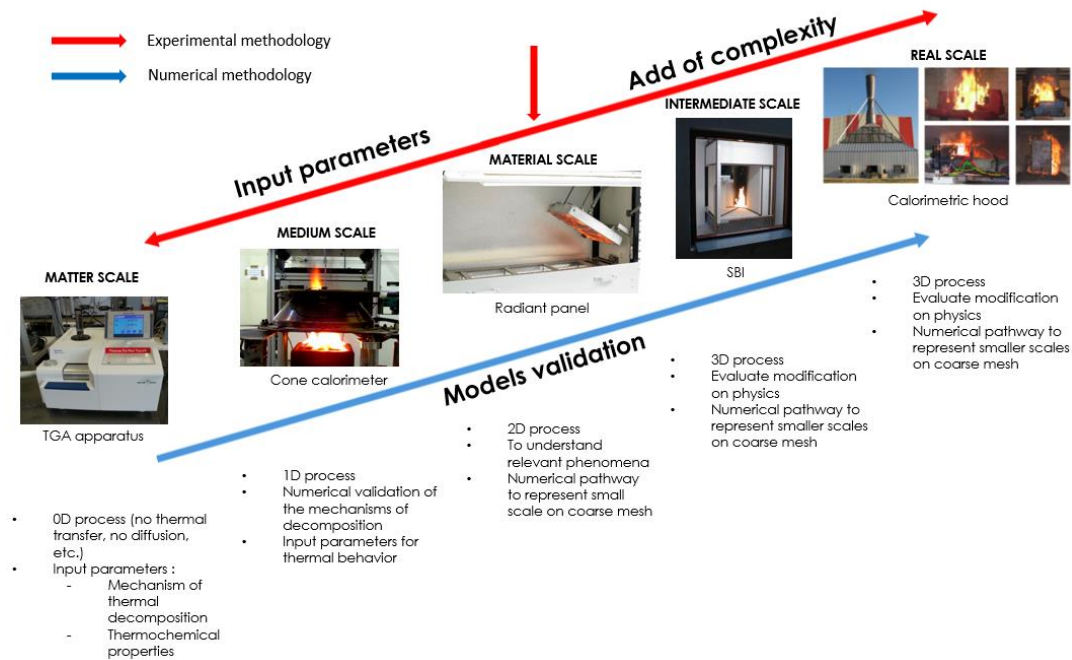 Experimental methodology
Numerical methodology
Input parameters
Add of complexity
Models validation
MATTER SCALE
TGA apparatus
• 0D process (no thermal
transfer, no diffusion,
etc.)
• Input parameters :
- Mechanism of
thermal
decomposition
- Thermochemical
properties
MEDIUM SCALE
Cone calorimeter
• 1D process
• Numerical validation of
the mechanisms of
decomposition
• Input parameters for
thermal behavior
MATERIAL SCALE
Radiant panel
• 2D process
• To understand
relevant phenomena
• Numerical pathway
to represent small
scale on coarse mesh
INTERMEDIATE SCALE
SBI
• 3D process
• Evaluate modification
on physics
• Numerical pathway to
represent smaller scales
on coarse mesh
REAL SCALE
Calorimetric hood
• 3D process
• Evaluate modification
on physics
• Numerical pathway to
represent smaller scales
on coarse mesh